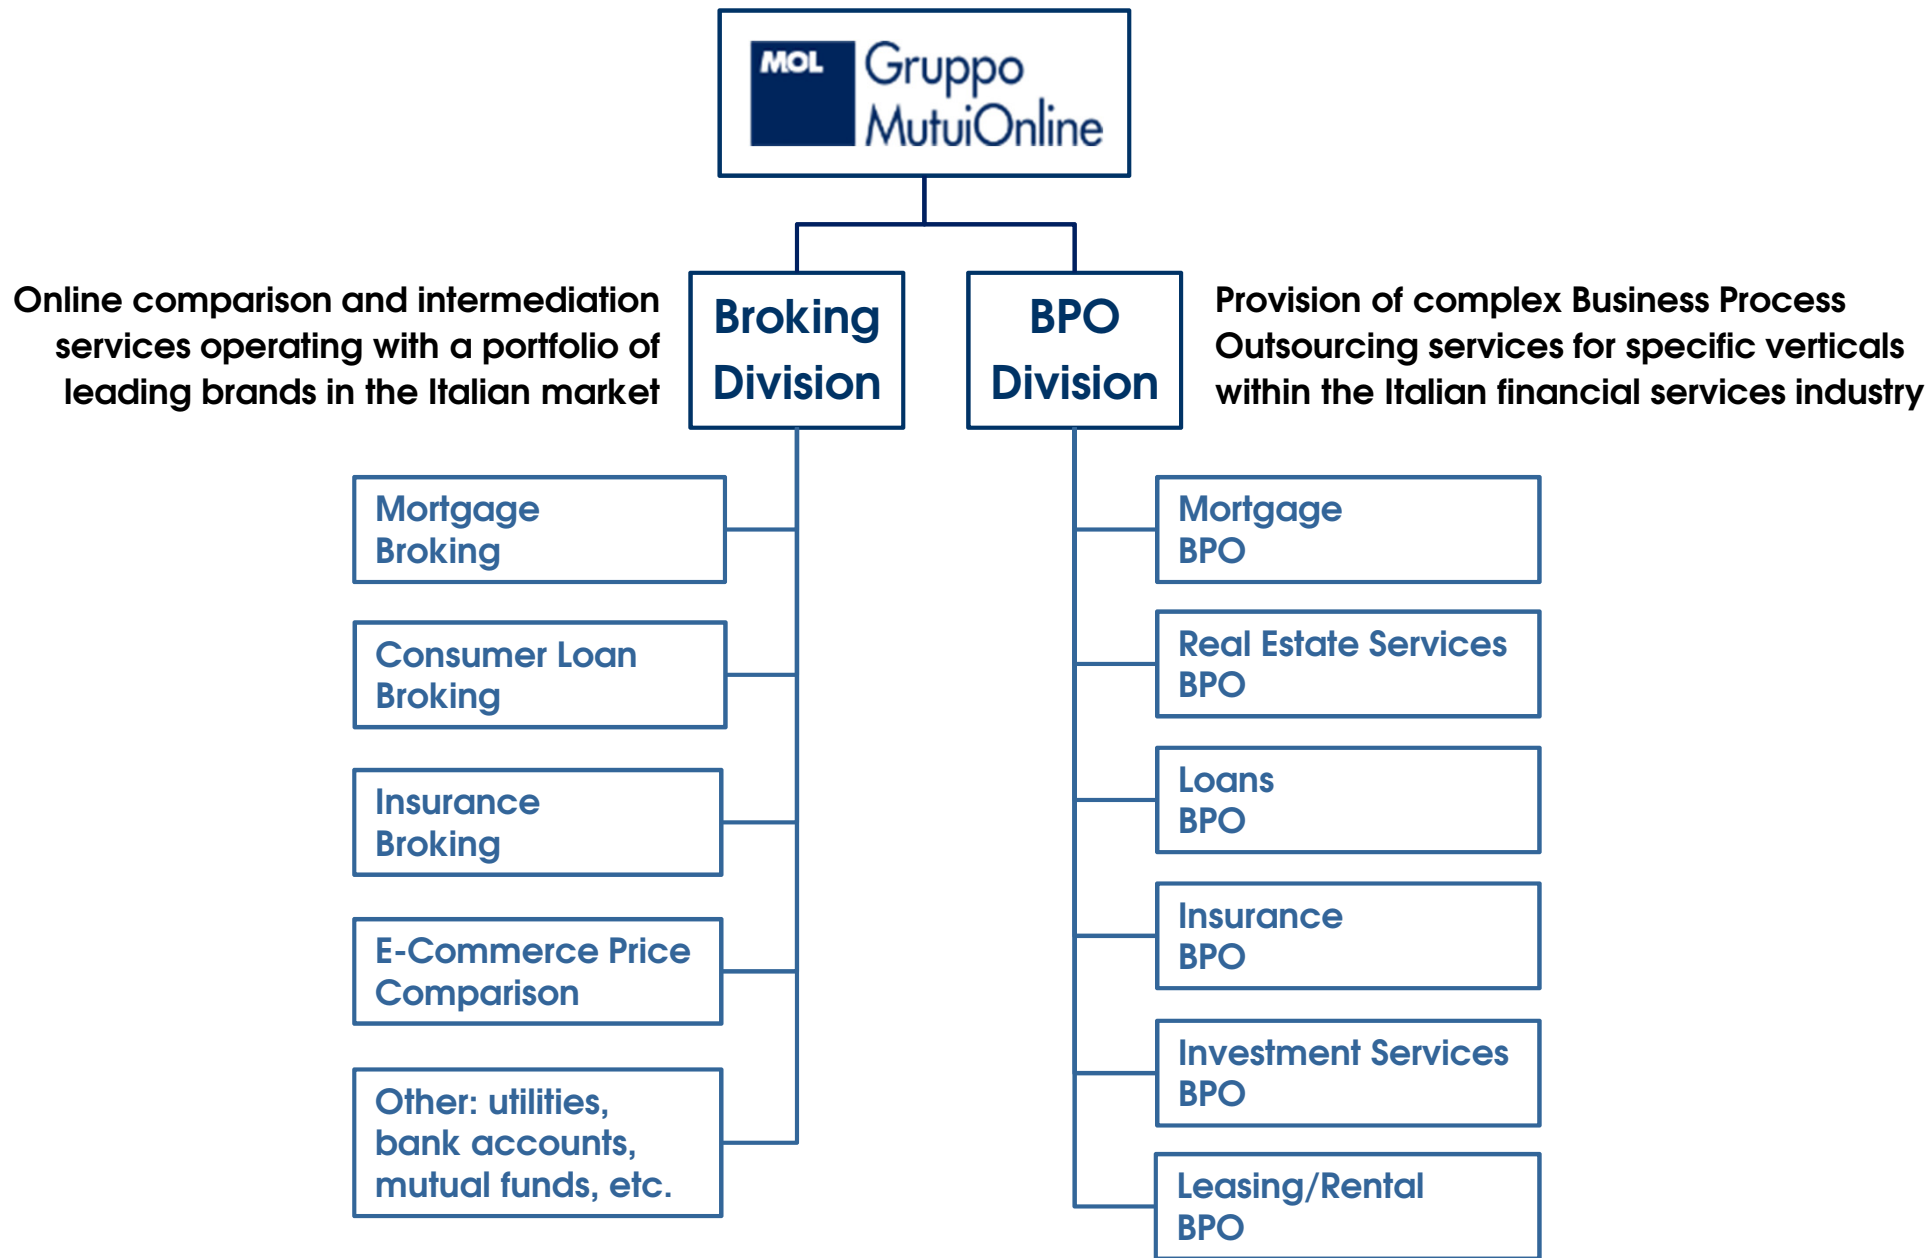 MOL
Gruppo
MutuiOnline
Online comparison and intermediation
services operating with a portfolio of
leading brands in the Italian market
Broking
Division
BPO
Division
Provision of complex Business Process
Outsourcing services for specific verticals
within the Italian financial services industry
Mortgage
Broking
Consumer Loan
Broking
Insurance
Broking
E-Commerce Price
Comparison
Other: utilities,
bank accounts,
mutual funds, etc.
Mortgage
BPO
Real Estate Services
BPO
Loans
BPO
Insurance
BPO
Investment Services
BPO
Leasing/Rental
BPO